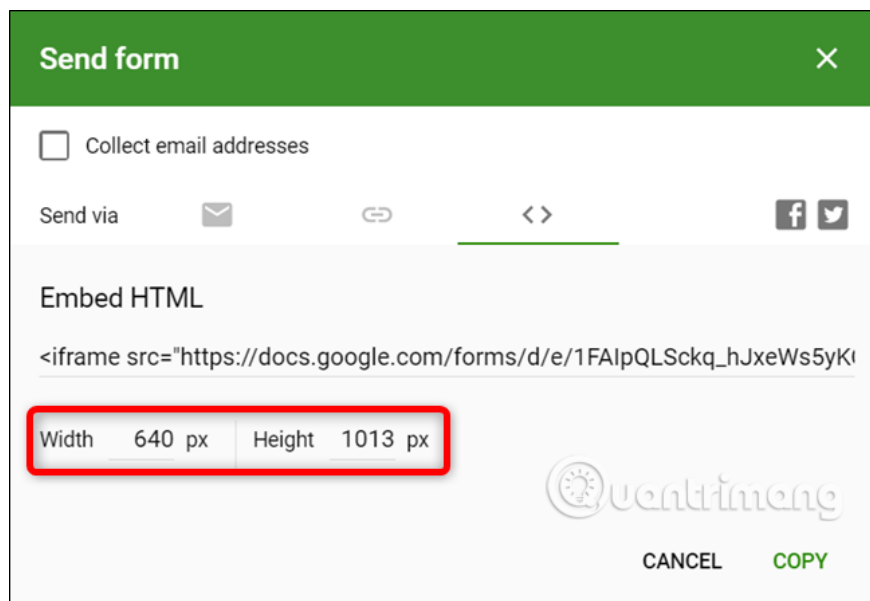 Send form
Collect email addresses
Send via
Embed HTML
<iframe src="https://docs.google.com/forms/d/e/1FAIpQLSckq_hJxeWs5yK
Width 640 px Height 1013 px
Quantrimang
CANCEL COPY